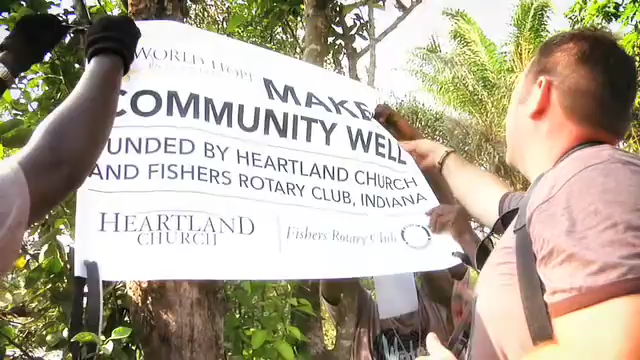 WORLD HOPE
MAKE
COMMUNITY WELL
UNDED BY HEARTLAND CHURCH
AND FISHERS ROTARY CLUB, INDIANA
HEARTLAND
CHURCH
Fishers Rotary Club